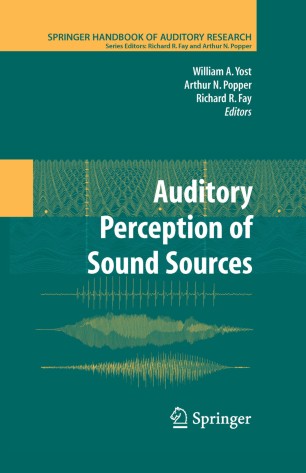 SPRINGER HANDBOOK OF AUDITORY RESEARCH
Series Editors: Richard R. Fay and Arthur N. Popper
William A. Yost
Arthur N. Popper
Richard R. Fay
Editors
Auditory
Perception of
Sound Sources
Springer